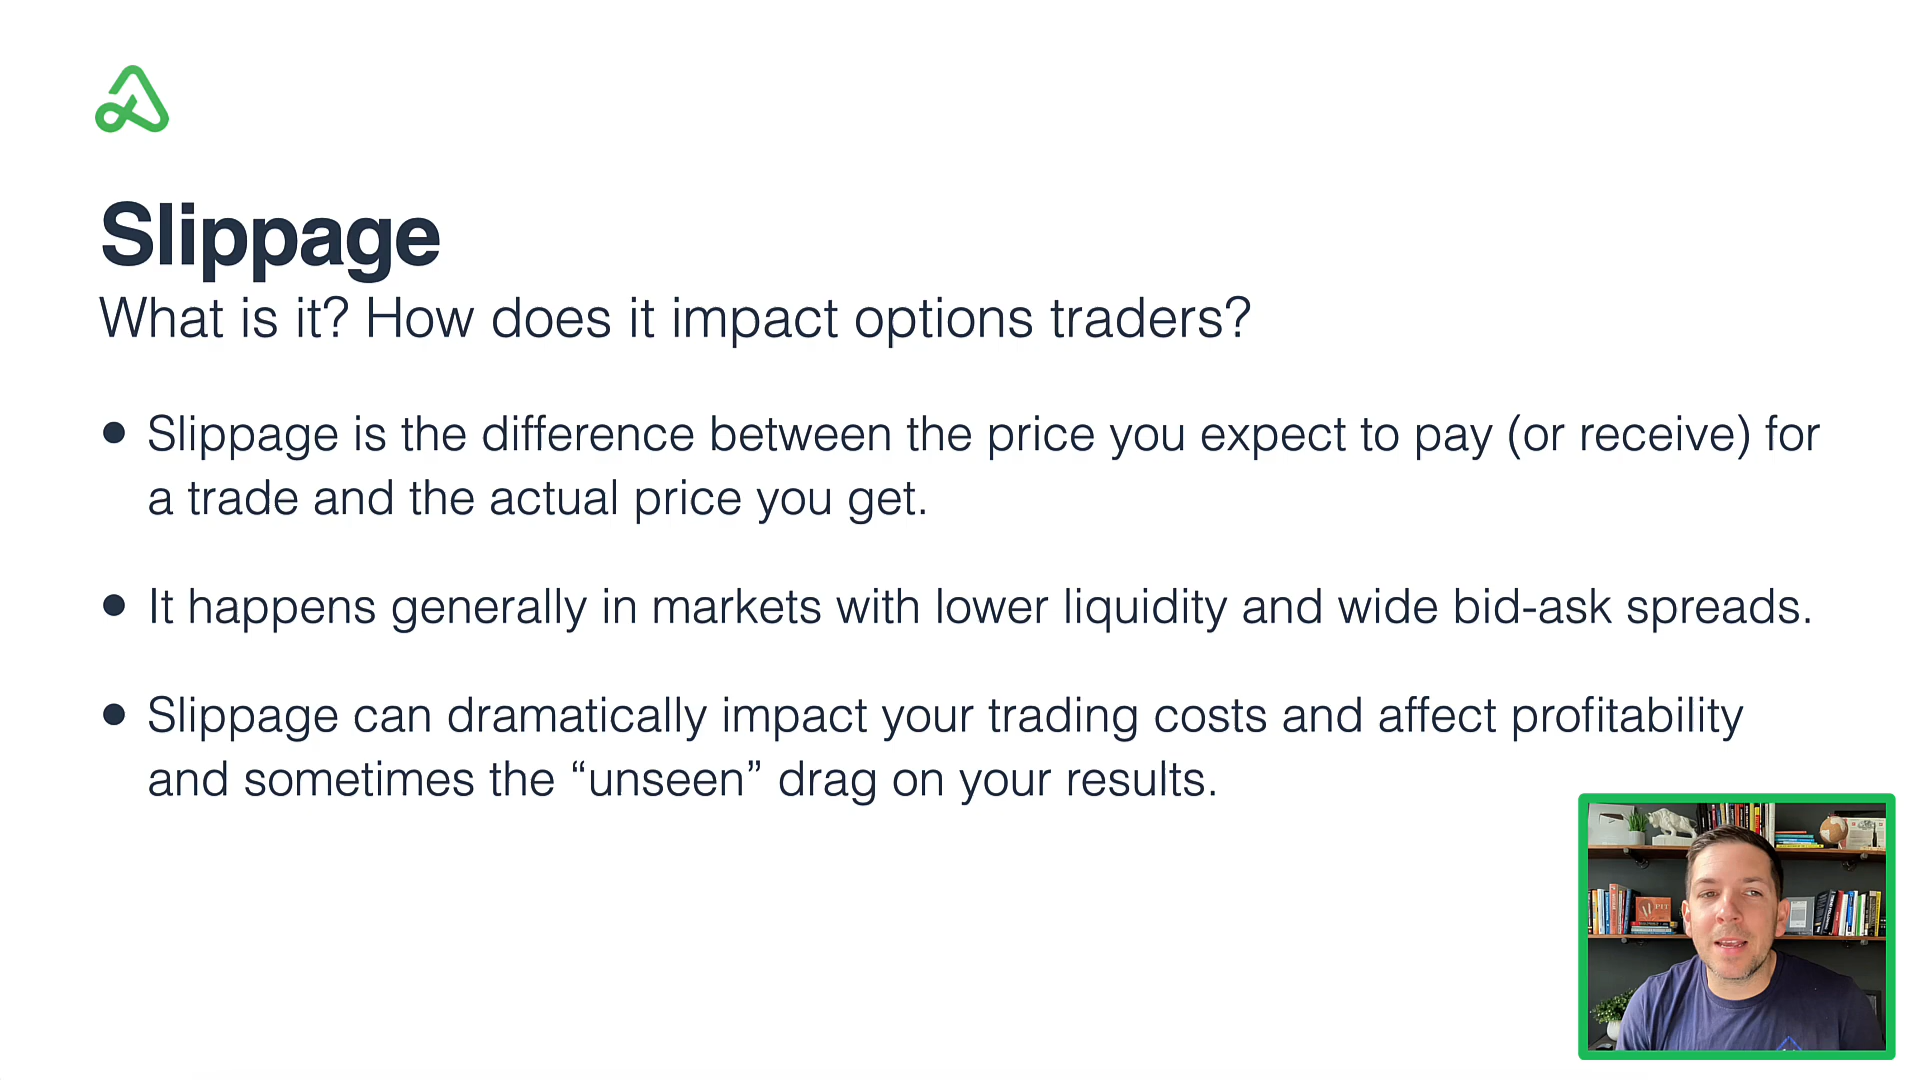 Slippage
What is it? How does it impact options traders?
• Slippage is the difference between the price you expect to pay (or receive) for
a trade and the actual price you get.
• It happens generally in markets with lower liquidity and wide bid-ask spreads.
• Slippage can dramatically impact your trading costs and affect profitability
and sometimes the “unseen” drag on your results.
PIT